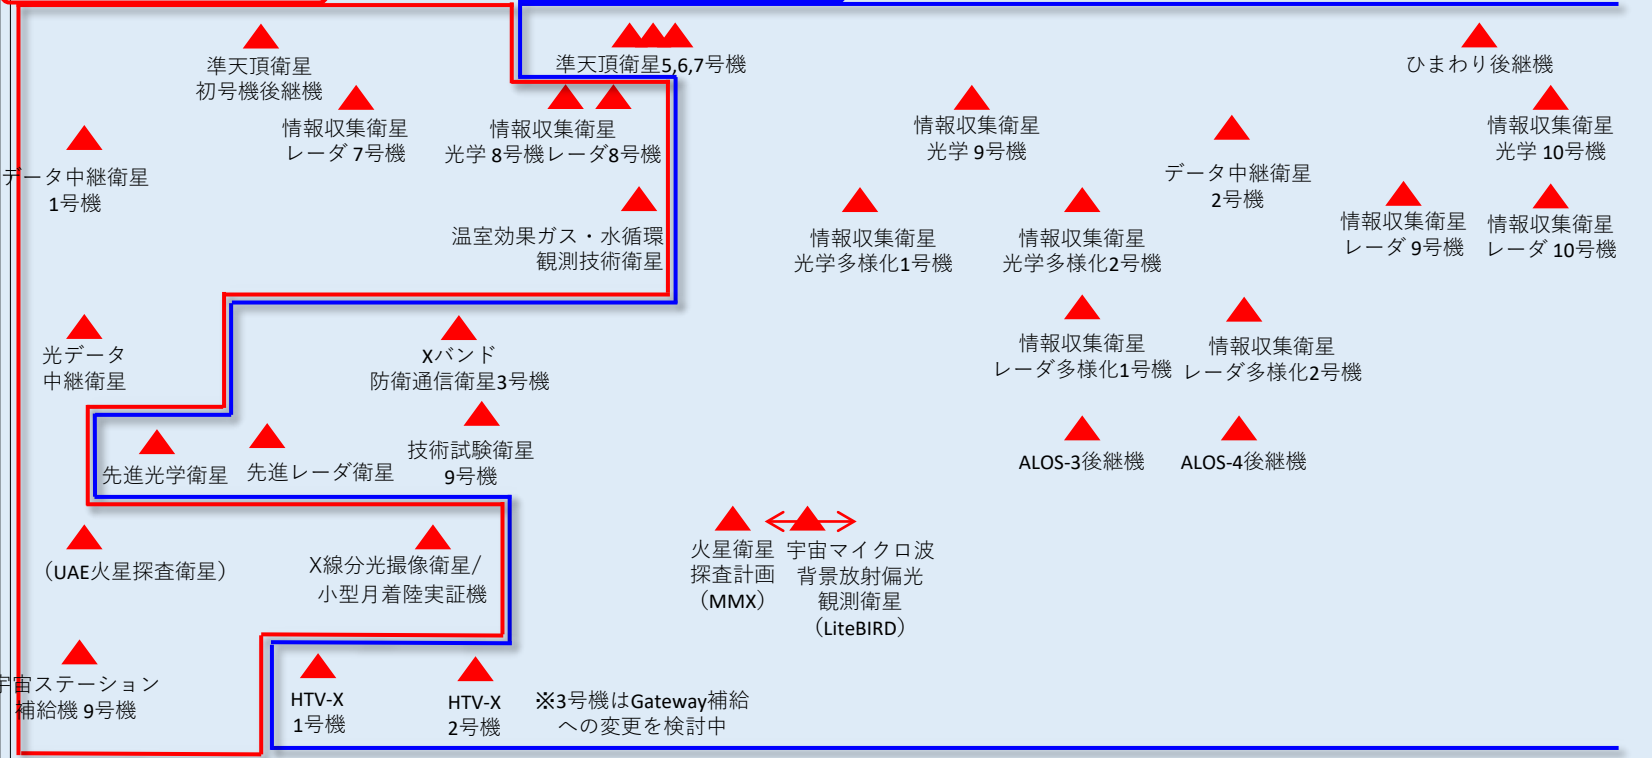 準天頂衛星
初号機後継機
準天頂衛星5,6,7号機
ひまわり後継機
情報収集衛星
レーダ 7号機
情報収集衛星
光学 8号機レーダ8号機
情報収集衛星
光学 9号機
情報収集衛星
光学 10号機
データ中継衛星
1号機
データ中継衛星
2号機
温室効果ガス・水循環
観測技術衛星
情報収集衛星
光学多様化1号機
情報収集衛星
光学多様化2号機
情報収集衛星
レーダ 9号機
情報収集衛星
レーダ 10号機
光データ
中継衛星
Xバンド
防衛通信衛星3号機
情報収集衛星
レーダ多様化1号機
情報収集衛星
レーダ多様化2号機
先進光学衛星
先進レーダ衛星
技術試験衛星
9号機
ALOS-3後継機
ALOS-4後継機
（UAE火星探査衛星）
X線分光撮像衛星/
小型月着陸実証機
火星衛星
探査計画
（MMX）
宇宙マイクロ波
背景放射偏光
観測衛星
（LiteBIRD）
宇宙ステーション
補給機 9号機
HTV-X
1号機
HTV-X
2号機
※3号機はGateway補給
への変更を検討中